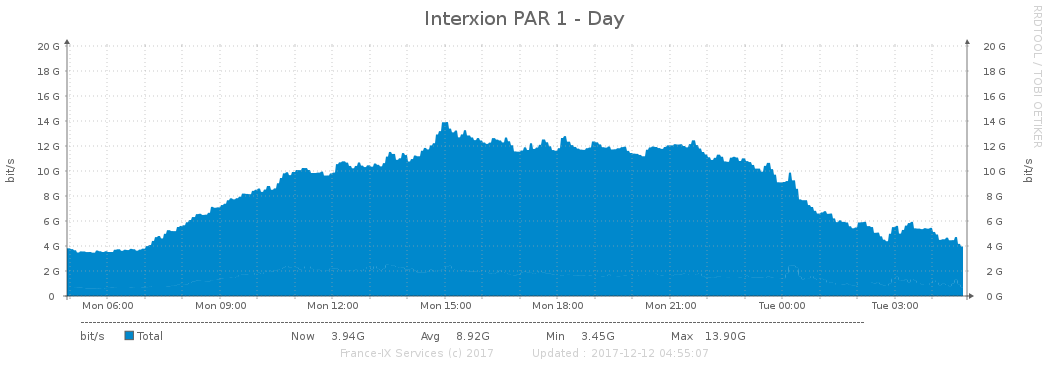 Interxion PAR 1 - Day
RRDTOOL / TOBI OETIKER
20 G 20 G
18 G 18 G
16 G 16 G
14 G 14 G
12 G 12 G
10 G 10 G
8 G 8 G
6 G 6 G
4 G 4 G
2 G 2 G
0 0 G
bit/s bit/s
Mon 06:00 Mon 09:00 Mon 12:00 Mon 15:00 Mon 18:00 Mon 21:00 Tue 00:00 Tue 03:00
bit/s Total Now 3.94G Avg 8.92G Min 3.45G Max 13.90G
France-IX Services (c) 2017 Updated : 2017-12-12 04:55:07